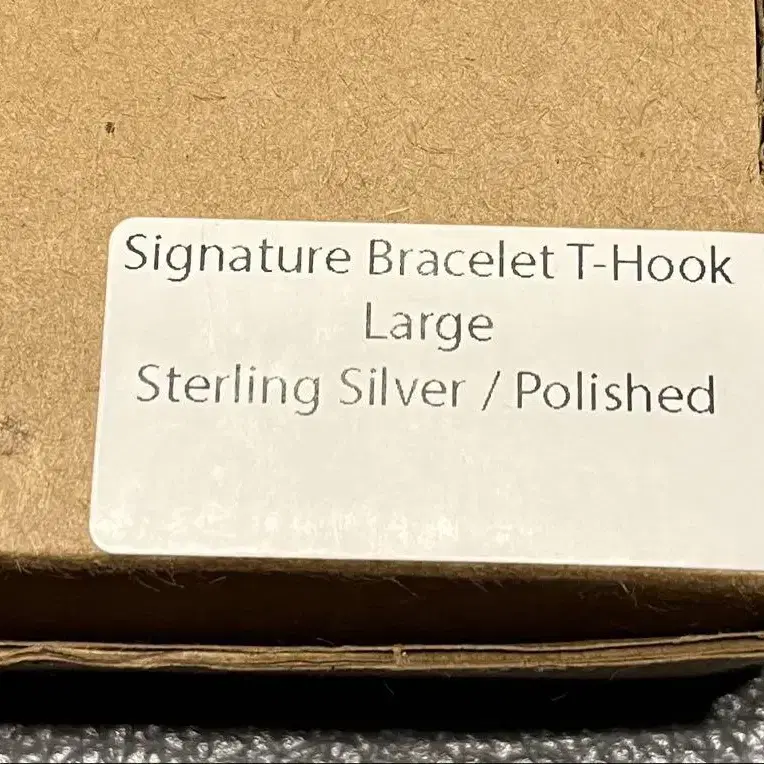 Signature Bracelet T-Hook
Large
Sterling Silver / Polished